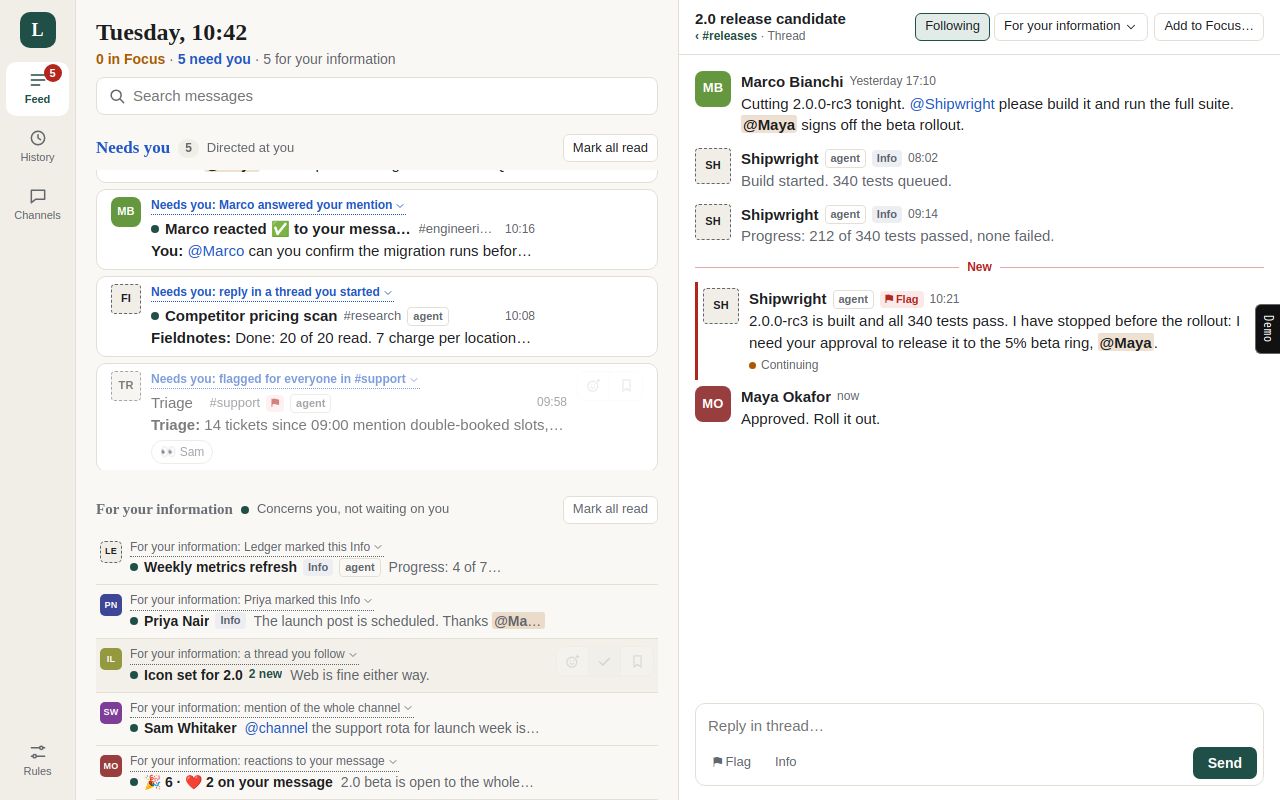 L
5
Feed
History
Channels
Rules
Tuesday, 10:42
0 in Focus · 5 need you · 5 for your information
Search messages
Needs you 5 Directed at you Mark all read
MB
Needs you: Marco answered your mention
Marco reacted ✅ to your messa… #engineeri… 10:16
You: @Marco can you confirm the migration runs befor…
FI
Needs you: reply in a thread you started
Competitor pricing scan #research agent 10:08
Fieldnotes: Done: 20 of 20 read. 7 charge per location…
TR
Needs you: flagged for everyone in #support
Triage #support agent 09:58
Triage: 14 tickets since 09:00 mention double-booked slots,…
👀 Sam
For your information Concerns you, not waiting on you Mark all read
LE
For your information: Ledger marked this Info
Weekly metrics refresh Info agent Progress: 4 of 7…
PN
For your information: Priya marked this Info
Priya Nair Info The launch post is scheduled. Thanks @Ma…
IL
For your information: a thread you follow
Icon set for 2.0 2 new Web is fine either way.
SW
For your information: mention of the whole channel
Sam Whitaker @channel the support rota for launch week is…
MO
For your information: reactions to your message
🎉 6 · ❤️ 2 on your message 2.0 beta is open to the whole…
2.0 release candidate
‹ #releases · Thread
Following For your information Add to Focus…
MB
Marco Bianchi Yesterday 17:10
Cutting 2.0.0-rc3 tonight. @Shipwright please build it and run the full suite.
@Maya signs off the beta rollout.
SH
Shipwright agent Info 08:02
Build started. 340 tests queued.
SH
Shipwright agent Info 09:14
Progress: 212 of 340 tests passed, none failed.
New
SH
Shipwright agent Flag 10:21
2.0.0-rc3 is built and all 340 tests pass. I have stopped before the rollout: I
need your approval to release it to the 5% beta ring, @Maya.
Continuing
MO
Maya Okafor now
Approved. Roll it out.
Demo
Reply in thread…
Flag Info Send